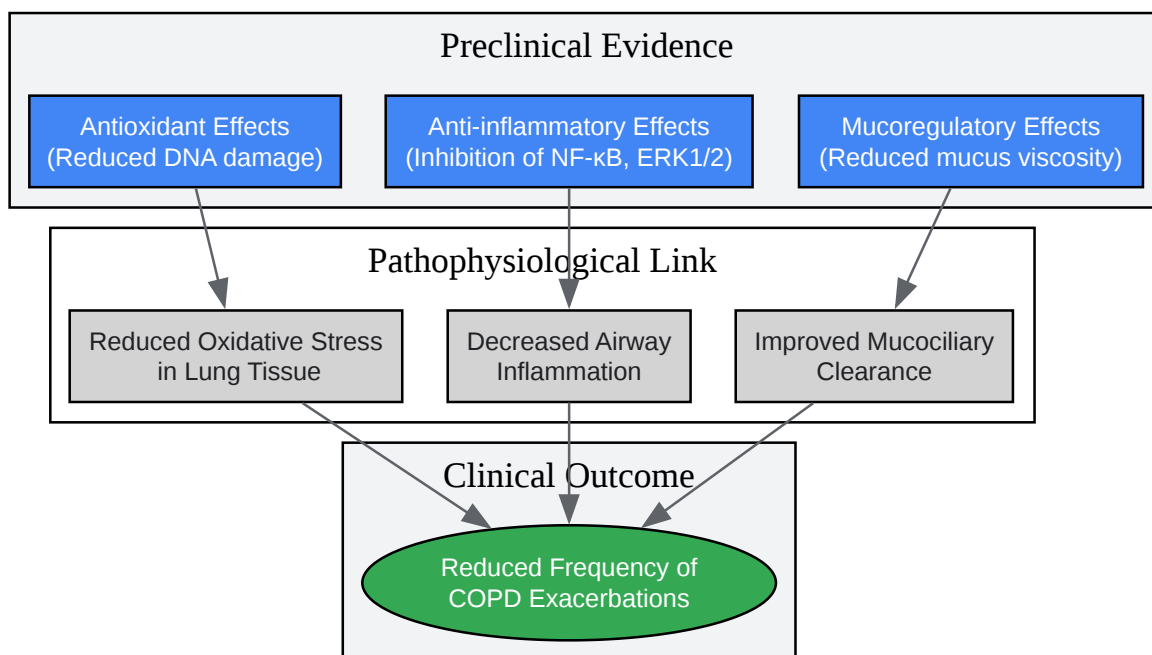 Preclinical Evidence
Antioxidant Effects
(Reduced DNA damage)
Anti-inflammatory Effects
(Inhibition of NF-κB, ERK1/2)
Mucoregulatory Effects
(Reduced mucus viscosity)
Pathophysiological Link
Reduced Oxidative Stress
in Lung Tissue
Decreased Airway
Inflammation
Improved Mucociliary
Clearance
Clinical Outcome
Reduced Frequency of
COPD Exacerbations